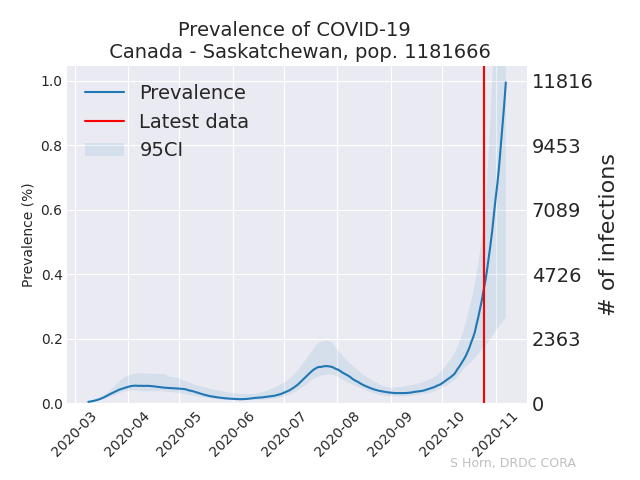 Prevalence of COVID-19
Canada - Saskatchewan, pop. 1181666
Prevalence
Latest data
95CI
1.0
0.8
0.6
0.4
0.2
0.0
Prevalence (%)
11816
9453
7089
4726
2363
0
# of infections
2020-03
2020-04
2020-05
2020-06
2020-07
2020-08
2020-09
2020-10
2020-11
S Horn, DRDC CORA